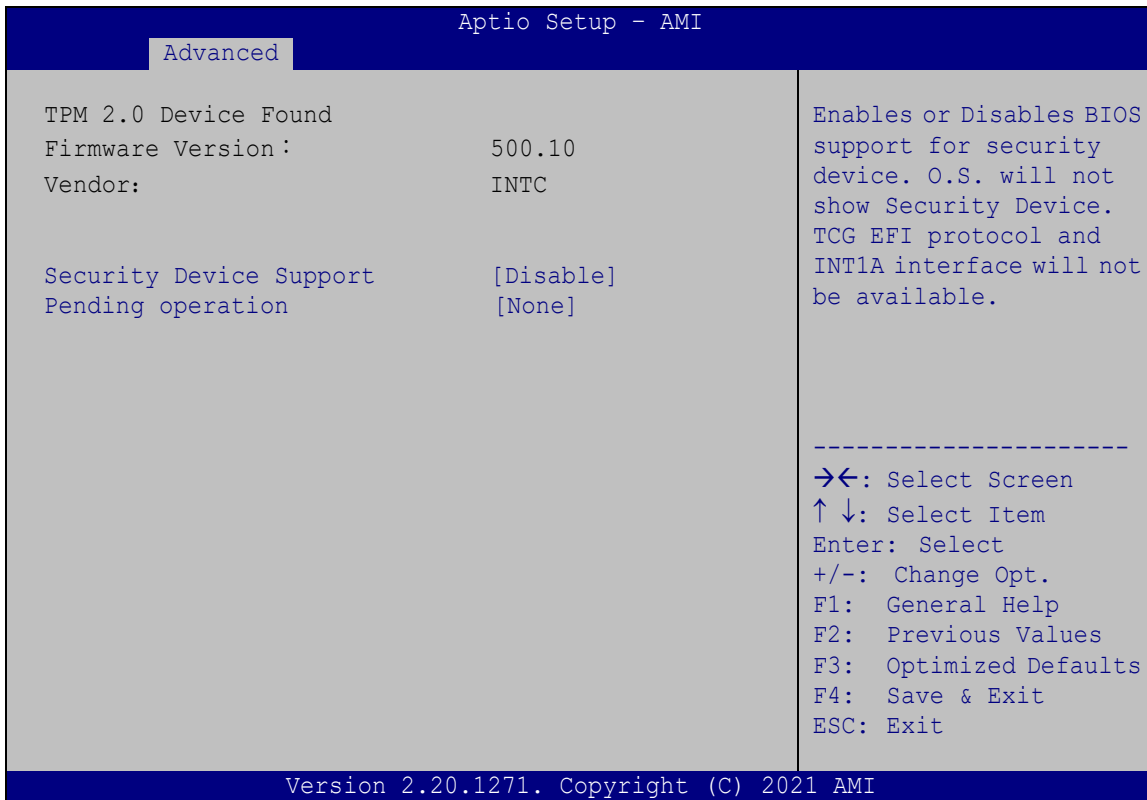 Aptio Setup – AMI
Advanced
TPM 2.0 Device Found
Firmware Version: 500.10
Vendor: INTC
Security Device Support [Disable]
Pending operation [None]
Enables or Disables BIOS
support for security
device. O.S. will not
show Security Device.
TCG EFI protocol and
INT1A interface will not
be available.
----------------------
→←: Select Screen
↑ ↓: Select Item
Enter: Select
+/-: Change Opt.
F1: General Help
F2: Previous Values
F3: Optimized Defaults
F4: Save & Exit
ESC: Exit
Version 2.20.1271. Copyright (C) 2021 AMI